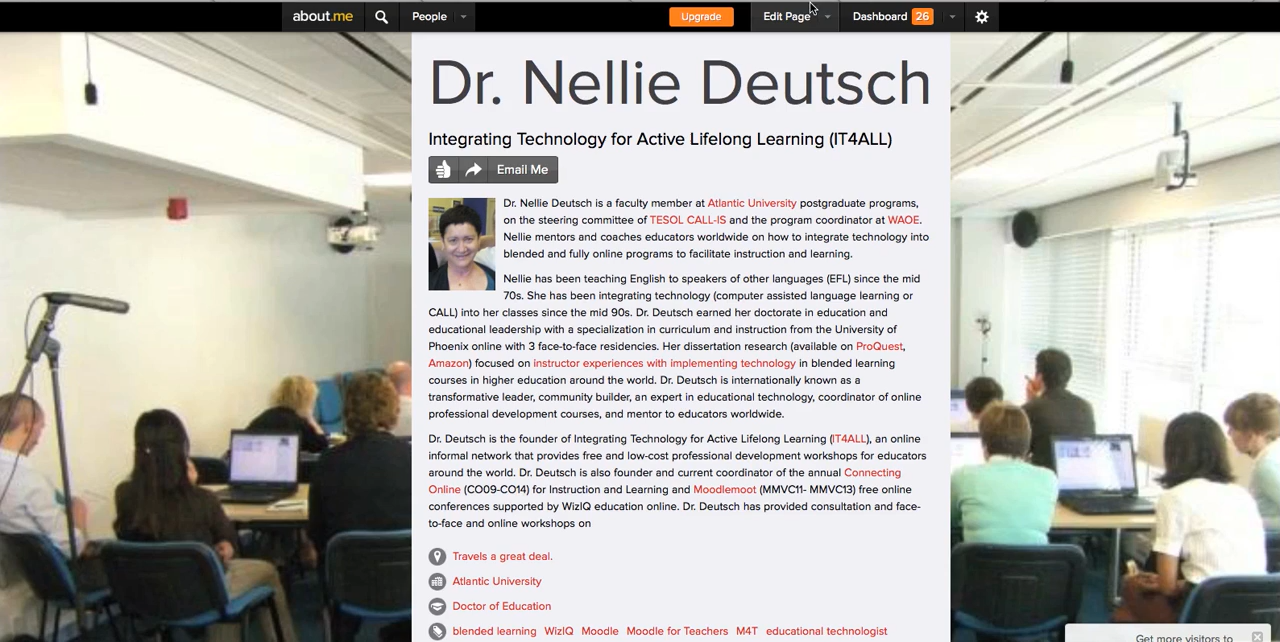 about.me People Upgrade Edit Page Dashboard 26
Dr. Nellie Deutsch
Integrating Technology for Active Lifelong Learning (IT4ALL)
Email Me
Dr. Nellie Deutsch is a faculty member at Atlantic University postgraduate programs,
on the steering committee of TESOL CALL-IS and the program coordinator at WAOE.
Nellie mentors and coaches educators worldwide on how to integrate technology into
blended and fully online programs to facilitate instruction and learning.
Nellie has been teaching English to speakers of other languages (EFL) since the mid
70s. She has been integrating technology (computer assisted language learning or
CALL) into her classes since the mid 90s. Dr. Deutsch earned her doctorate in education and
educational leadership with a specialization in curriculum and instruction from the University of
Phoenix online with 3 face-to-face residencies. Her dissertation research (available on ProQuest,
Amazon) focused on instructor experiences with implementing technology in blended learning
courses in higher education around the world. Dr. Deutsch is internationally known as a
transformative leader, community builder, an expert in educational technology, coordinator of online
professional development courses, and mentor to educators worldwide.
Dr. Deutsch is the founder of Integrating Technology for Active Lifelong Learning (IT4ALL), an online
informal network that provides free and low-cost professional development workshops for educators
around the world. Dr. Deutsch is also founder and current coordinator of the annual Connecting
Online (CO09-CO14) for Instruction and Learning and Moodlemoot (MMVC11- MMVC13) free online
conferences supported by WizIQ education online. Dr. Deutsch has provided consultation and face-
to-face and online workshops on
Travels a great deal.
Atlantic University
Doctor of Education
blended learning WizIQ Moodle Moodle for Teachers M4T educational technologist
Get more visitors to